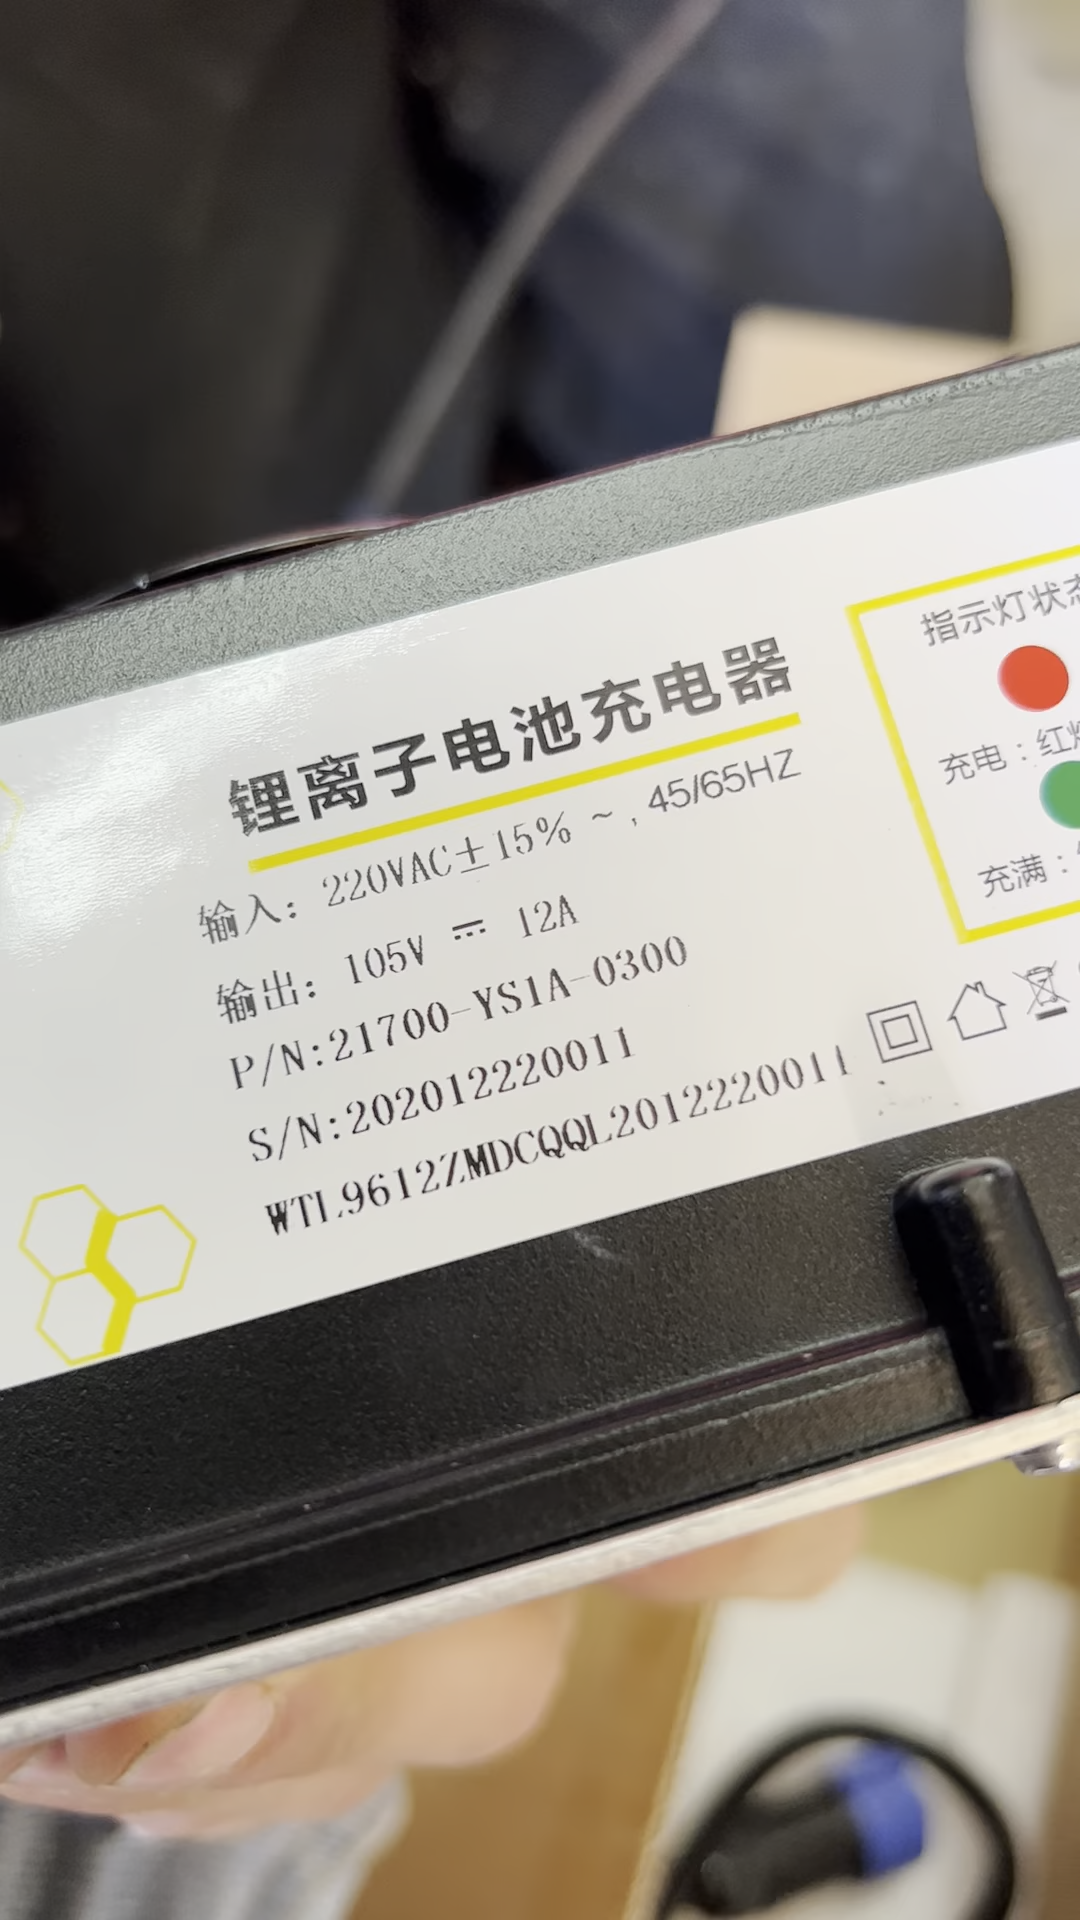 锂离子电池充电器
输入: 220VAC±15% ~ , 45/65HZ
输出: 105V ⎓ 12A
P/N:21700-YS1A-0300
S/N:202012220011
WTL9612ZMDCQQL2012220011
指示灯状态
充电：红灯
充满：